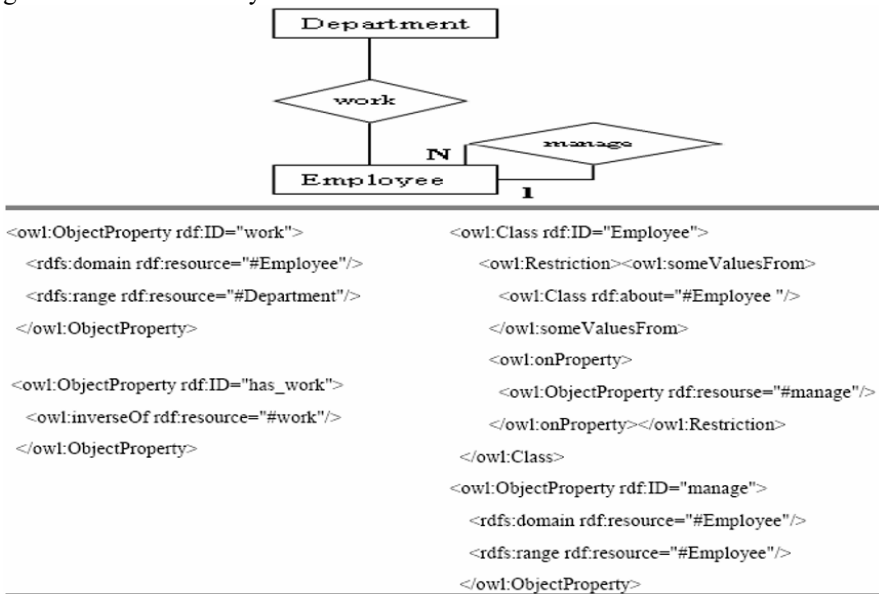 Department
work
N
manage
Employee
1
<owl:ObjectProperty rdf:ID="work">
<rdfs:domain rdf:resource="#Employee"/>
<rdfs:range rdf:resource="#Department"/>
</owl:ObjectProperty>
<owl:ObjectProperty rdf:ID="has_work">
<owl:inverseOf rdf:resource="#work"/>
</owl:ObjectProperty>
<owl:Class rdf:ID="Employee">
<owl:Restriction><owl:someValuesFrom>
<owl:Class rdf:about="#Employee "/>
</owl:someValuesFrom>
<owl:onProperty>
<owl:ObjectProperty rdf:resourse="#manage"/>
</owl:onProperty></owl:Restriction>
</owl:Class>
<owl:ObjectProperty rdf:ID="manage">
<rdfs:domain rdf:resource="#Employee"/>
<rdfs:range rdf:resource="#Employee"/>
</owl:ObjectProperty>